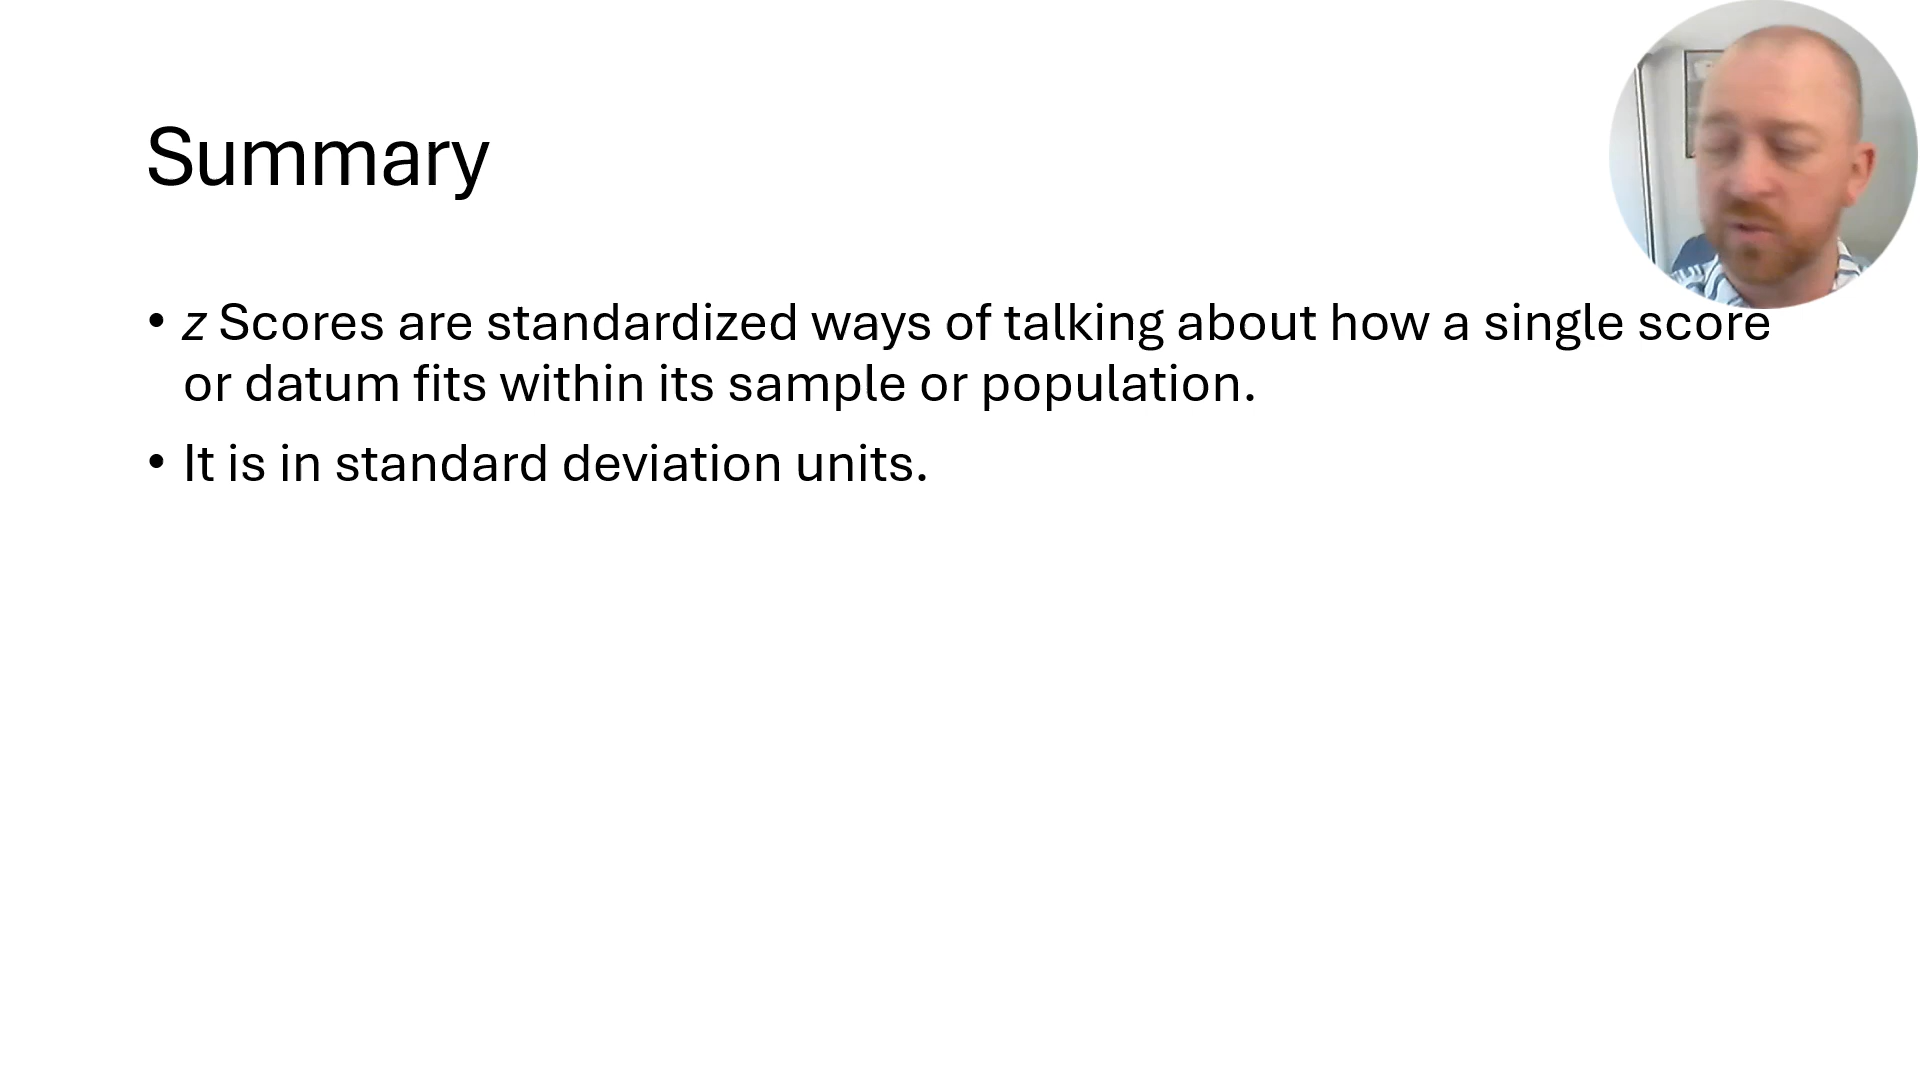 Summary
• z Scores are standardized ways of talking about how a single score
or datum fits within its sample or population.
• It is in standard deviation units.